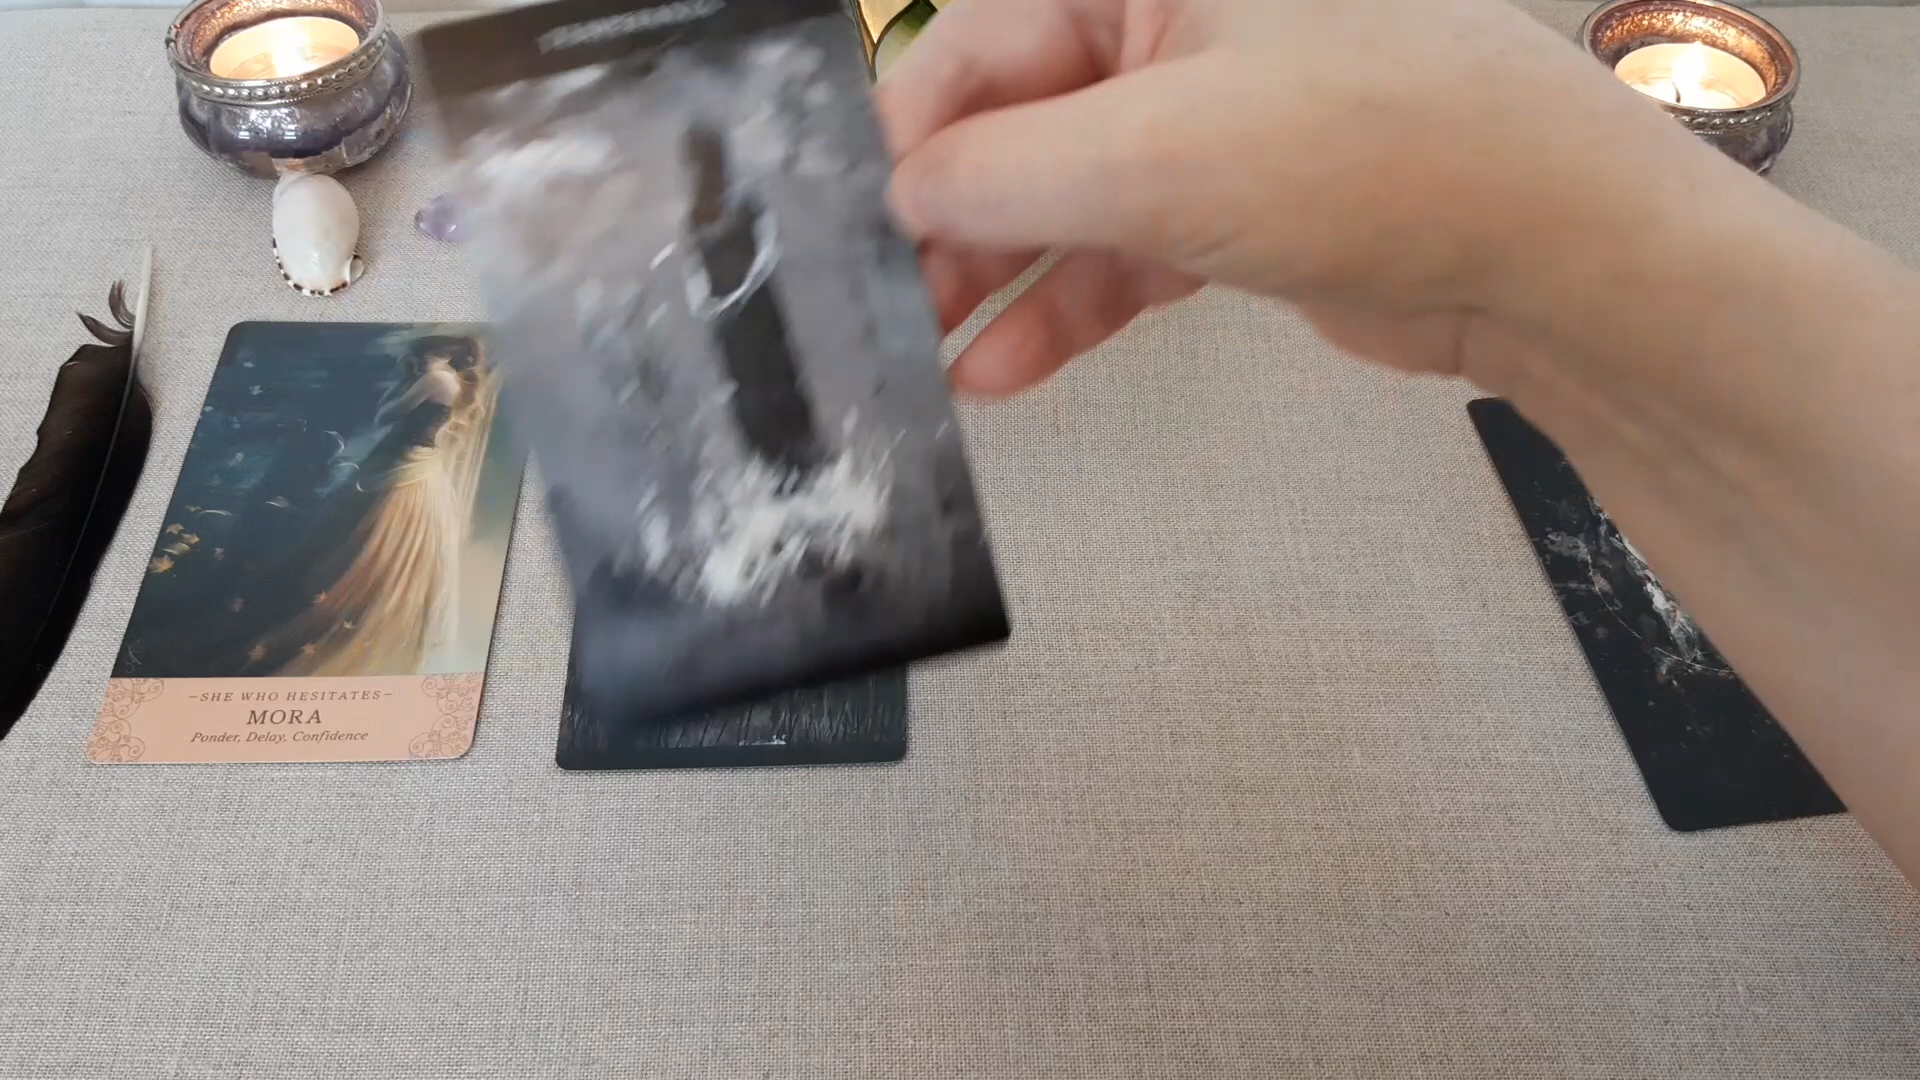 –SHE WHO HESITATES–
MORA
Ponder, Delay, Confidence